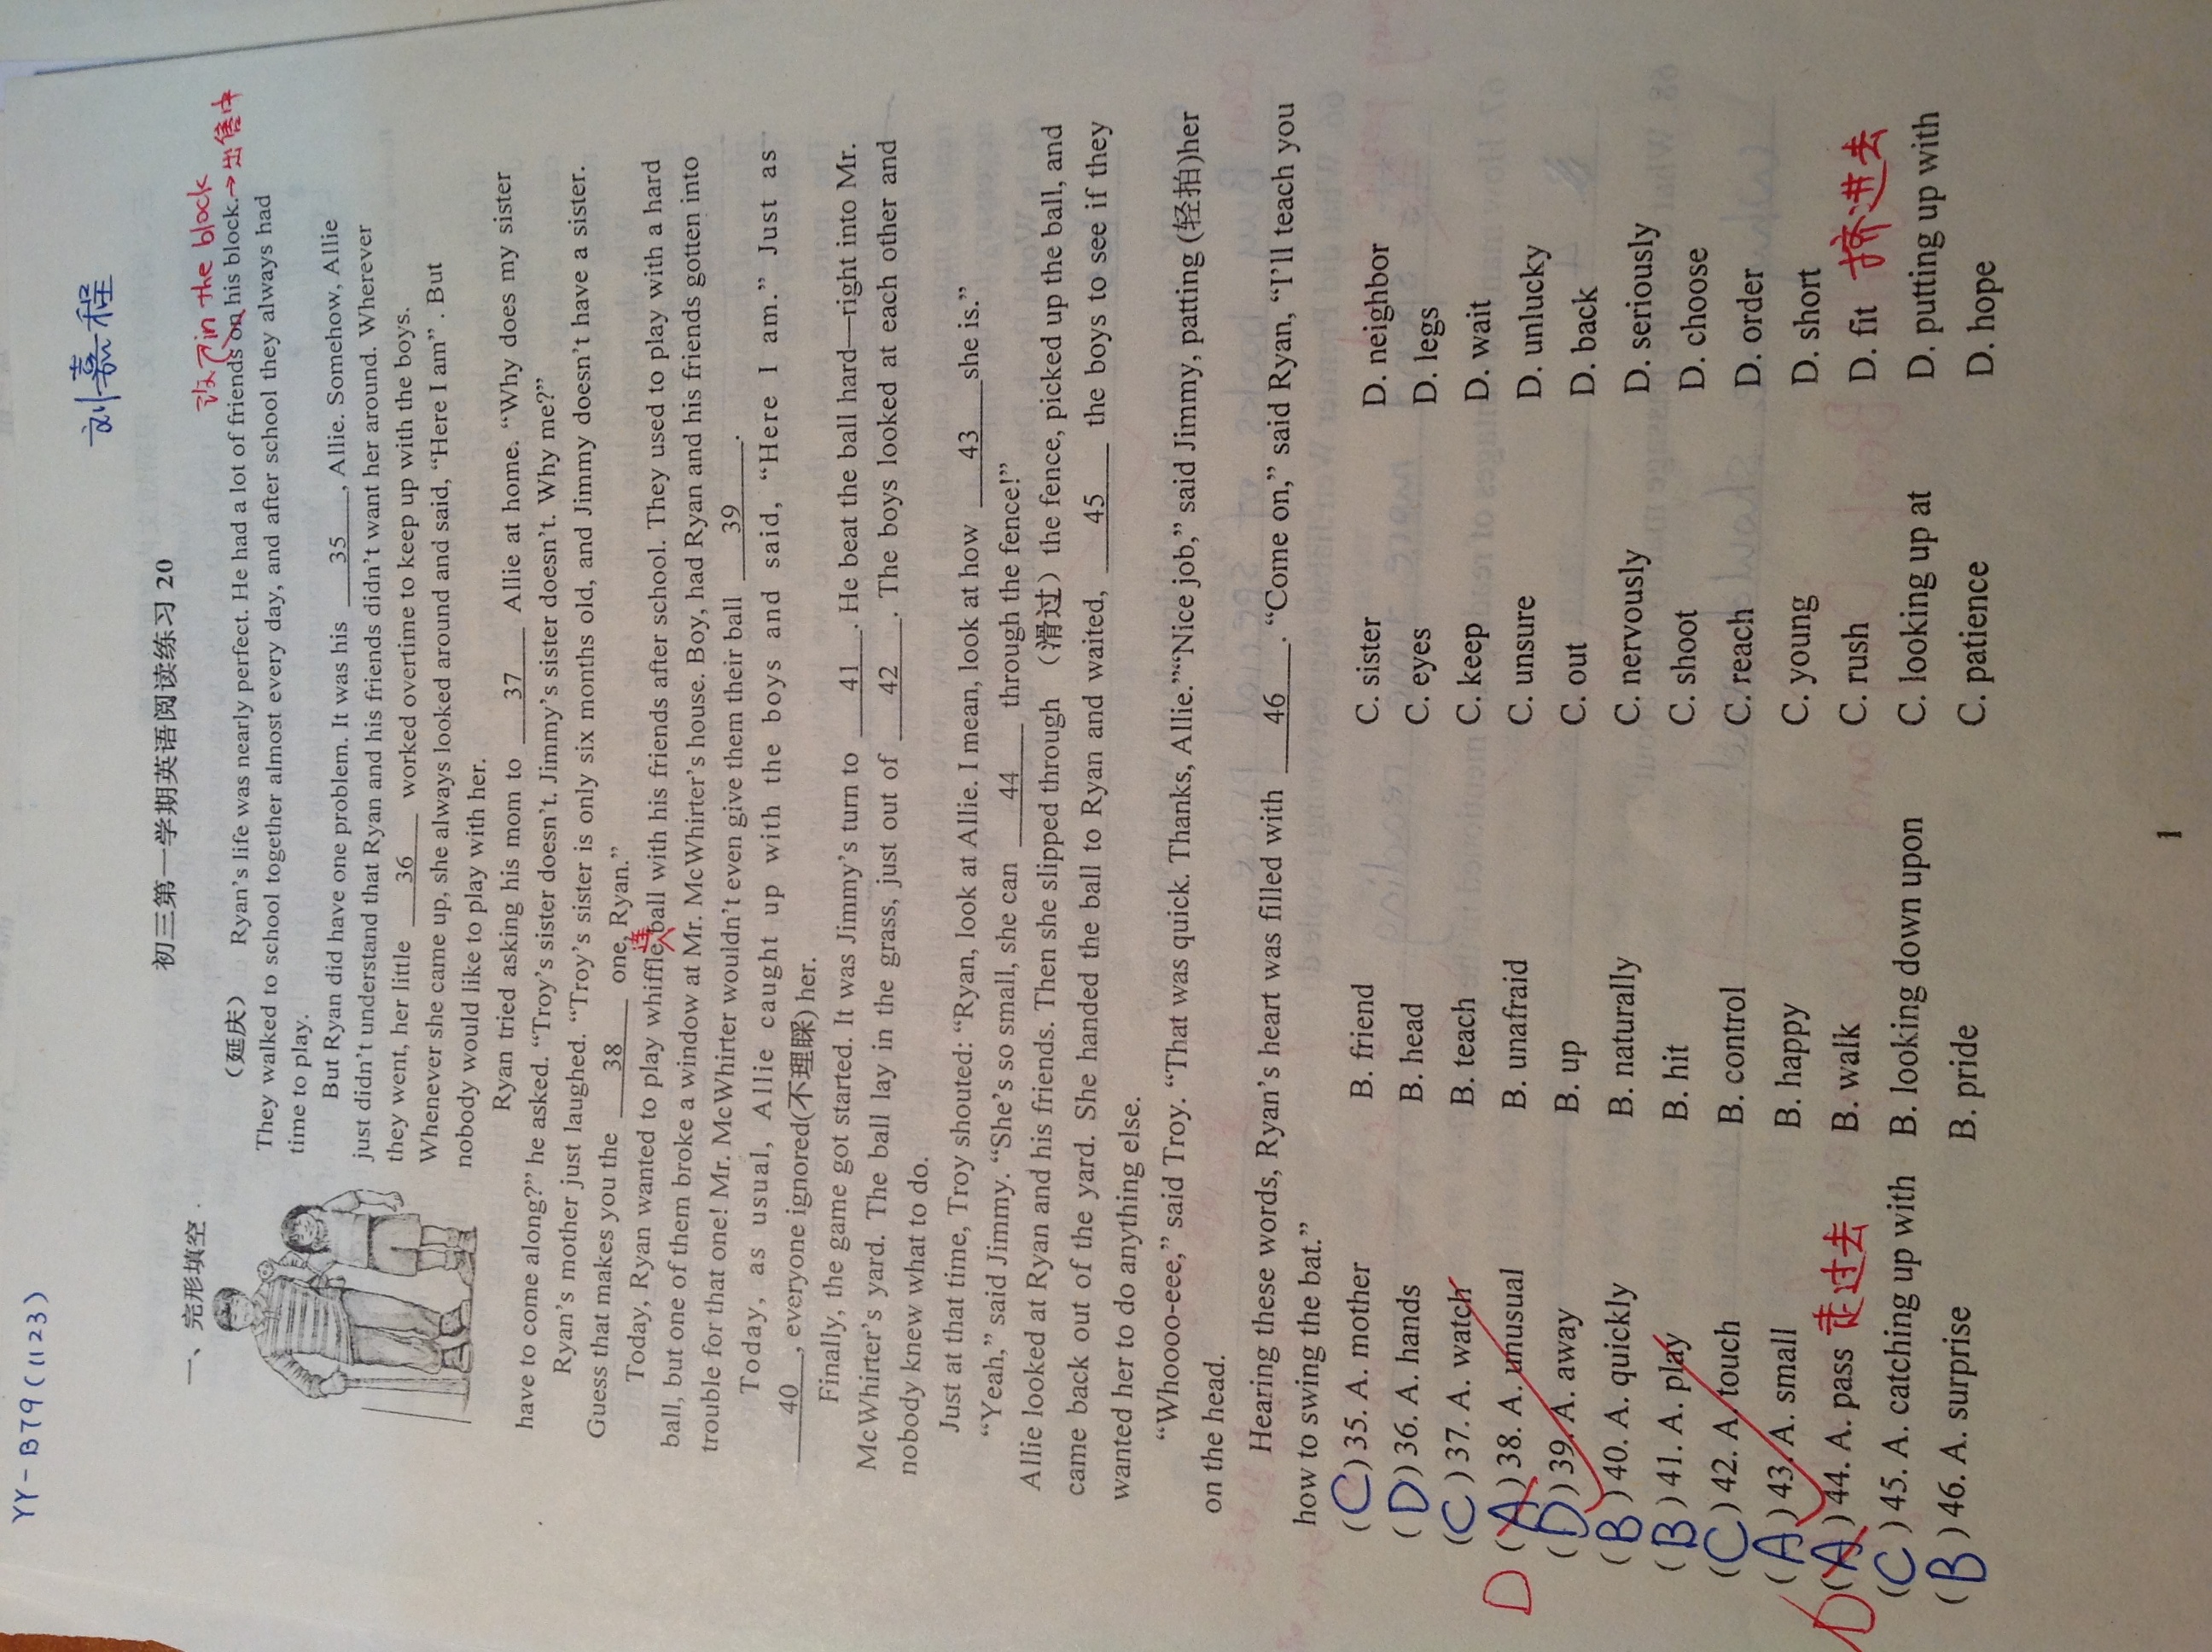 YY-B79(1123)
刘嘉程
初三第一学期英语阅读练习 20
一、完形填空
改 in the block
（延庆） Ryan's life was nearly perfect. He had a lot of friends on his block.→出售中
They walked to school together almost every day, and after school they always had
time to play.
But Ryan did have one problem. It was his 35 , Allie. Somehow, Allie
just didn't understand that Ryan and his friends didn't want her around. Wherever
they went, her little 36 worked overtime to keep up with the boys.
Whenever she came up, she always looked around and said, “Here I am” . But
nobody would like to play with her.
Ryan tried asking his mom to 37 Allie at home. “Why does my sister
have to come along?” he asked. “Troy's sister doesn't. Jimmy's sister doesn't. Why me?”
Ryan's mother just laughed. “Troy's sister is only six months old, and Jimmy doesn't have a sister.
Guess that makes you the 38 one, Ryan.”
连
Today, Ryan wanted to play whiffle ball with his friends after school. They used to play with a hard
ball, but one of them broke a window at Mr. McWhirter's house. Boy, had Ryan and his friends gotten into
trouble for that one! Mr. McWhirter wouldn't even give them their ball 39 .
Today, as usual, Allie caught up with the boys and said, “Here I am.” Just as
40 , everyone ignored(不理睬) her.
Finally, the game got started. It was Jimmy's turn to 41 . He beat the ball hard—right into Mr.
McWhirter's yard. The ball lay in the grass, just out of 42 . The boys looked at each other and
nobody knew what to do.
Just at that time, Troy shouted: “Ryan, look at Allie. I mean, look at how 43 she is.”
“Yeah,” said Jimmy. “She's so small, she can 44 through the fence!”
Allie looked at Ryan and his friends. Then she slipped through （滑过）the fence, picked up the ball, and
came back out of the yard. She handed the ball to Ryan and waited, 45 the boys to see if they
wanted her to do anything else.
“Whoooo-eee,” said Troy. “That was quick. Thanks, Allie.”“Nice job,” said Jimmy, patting (轻拍)her
on the head.
Hearing these words, Ryan's heart was filled with 46 . “Come on,” said Ryan, “I'll teach you
how to swing the bat.”
( C ) 35. A. mother B. friend C. sister D. neighbor
( D ) 36. A. hands B. head C. eyes D. legs
( C ) 37. A. watch B. teach C. keep D. wait
D ( A ) 38. A. unusual B. unafraid C. unsure D. unlucky
( D ) 39. A. away B. up C. out D. back
( B ) 40. A. quickly B. naturally C. nervously D. seriously
( B ) 41. A. play B. hit C. shoot D. choose
( C ) 42. A. touch B. control C. reach D. order
( A ) 43. A. small B. happy C. young D. short
D ( A ) 44. A. pass 走过去 B. walk C. rush D. fit 挤进去
( C ) 45. A. catching up with B. looking down upon C. looking up at D. putting up with
( B ) 46. A. surprise B. pride C. patience D. hope
1